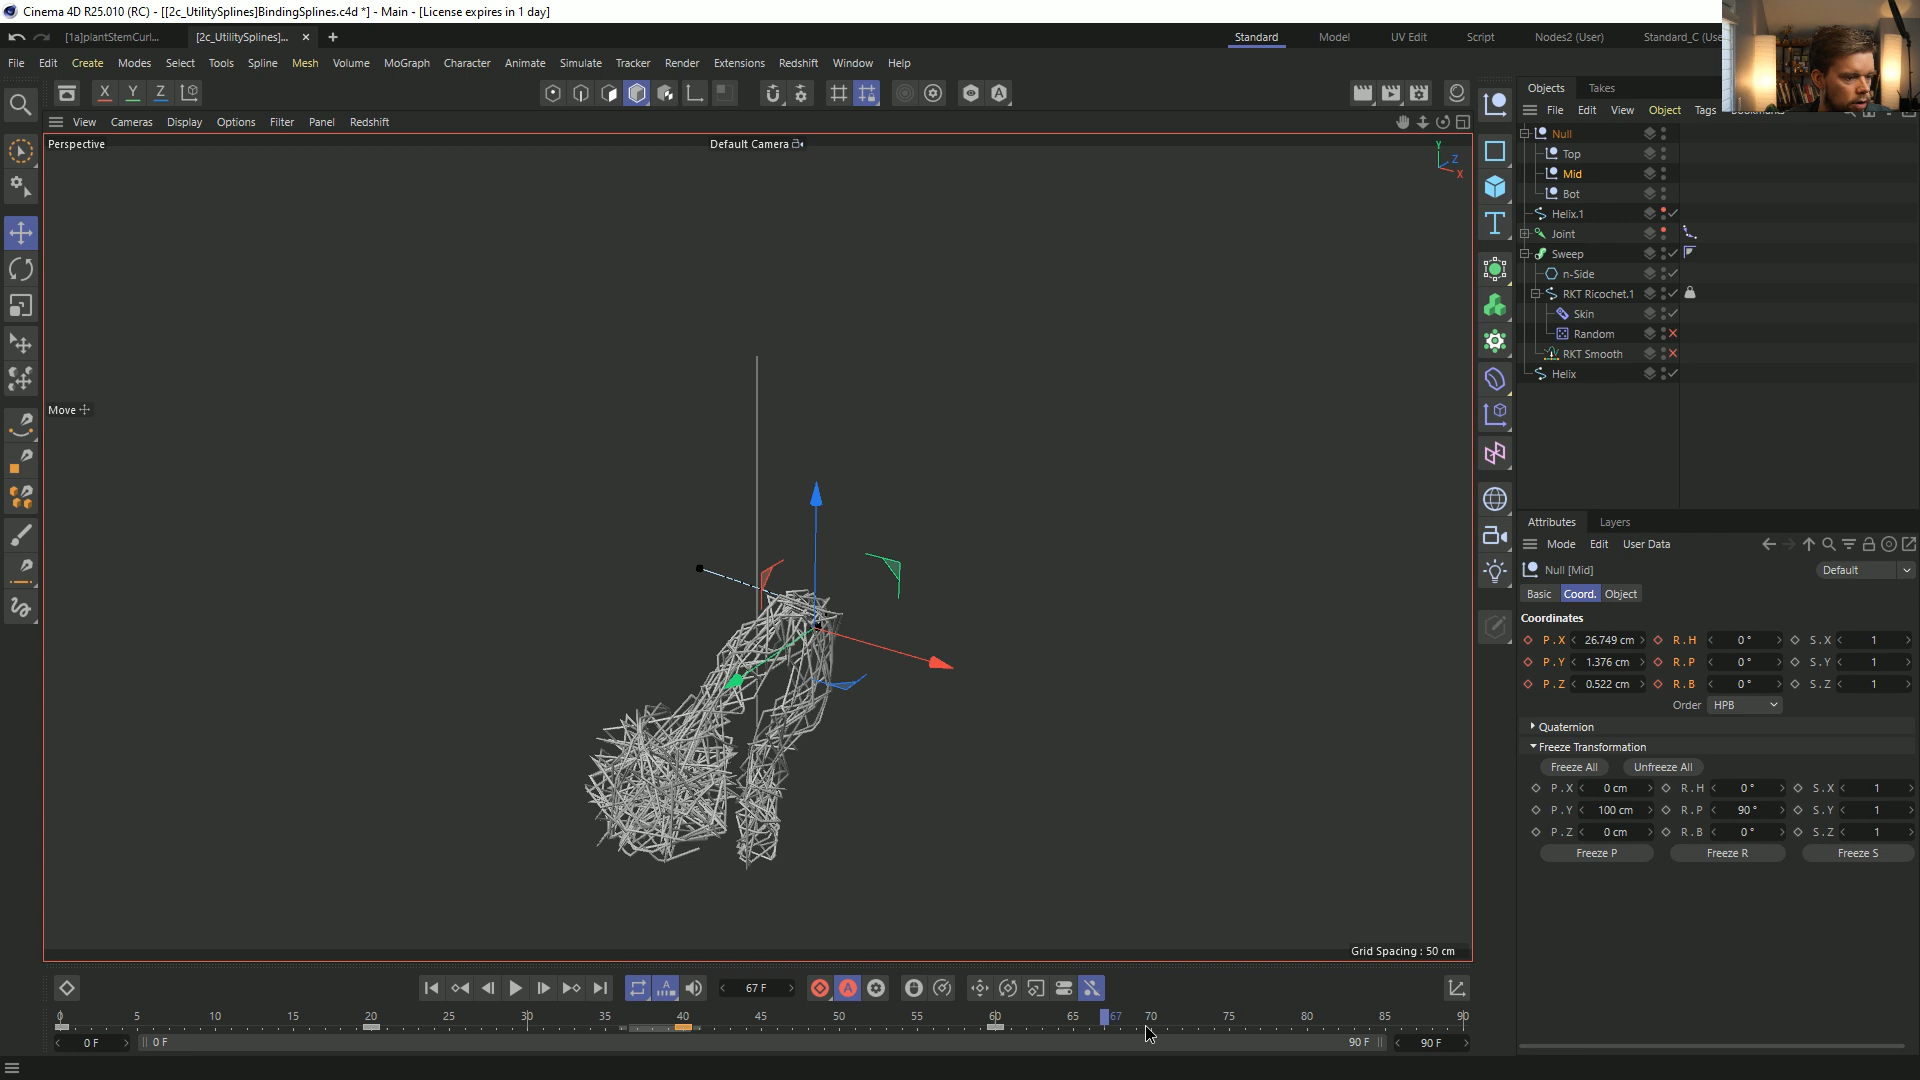 Cinema 4D R25.010 (RC) - [[2c_UtilitySplines]BindingSplines.c4d *] - Main - [License expires in 1 day]
[1a]plantStemCurl...
[2c_UtilitySplines]...
Standard
Model
UV Edit
Script
Nodes2 (User)
Standard_C (Use
File Edit Create Modes Select Tools Spline Mesh Volume MoGraph Character Animate Simulate Tracker Render Extensions Redshift Window Help
X Y Z
Objects Takes
File Edit View Object Tags
View Cameras Display Options Filter Panel Redshift
Perspective
Default Camera
Y
Z
X
Null
Top
Mid
Bot
Helix.1
Joint
Sweep
n-Side
RKT Ricochet.1
Skin
Random
RKT Smooth
Helix
Move
Attributes Layers
Mode Edit User Data
Null [Mid]
Default
Basic Coord. Object
Coordinates
P.X 26.749 cm R.H 0° S.X 1
P.Y 1.376 cm R.P 0° S.Y 1
P.Z 0.522 cm R.B 0° S.Z 1
Order HPB
Quaternion
Freeze Transformation
Freeze All Unfreeze All
P.X 0 cm R.H 0° S.X 1
P.Y 100 cm R.P 90° S.Y 1
P.Z 0 cm R.B 0° S.Z 1
Freeze P Freeze R Freeze S
Grid Spacing : 50 cm
67 F
0 5 10 15 20 25 30 35 40 45 50 55 60 65 67 70 75 80 85 90
0 F 0 F 90 F 90 F